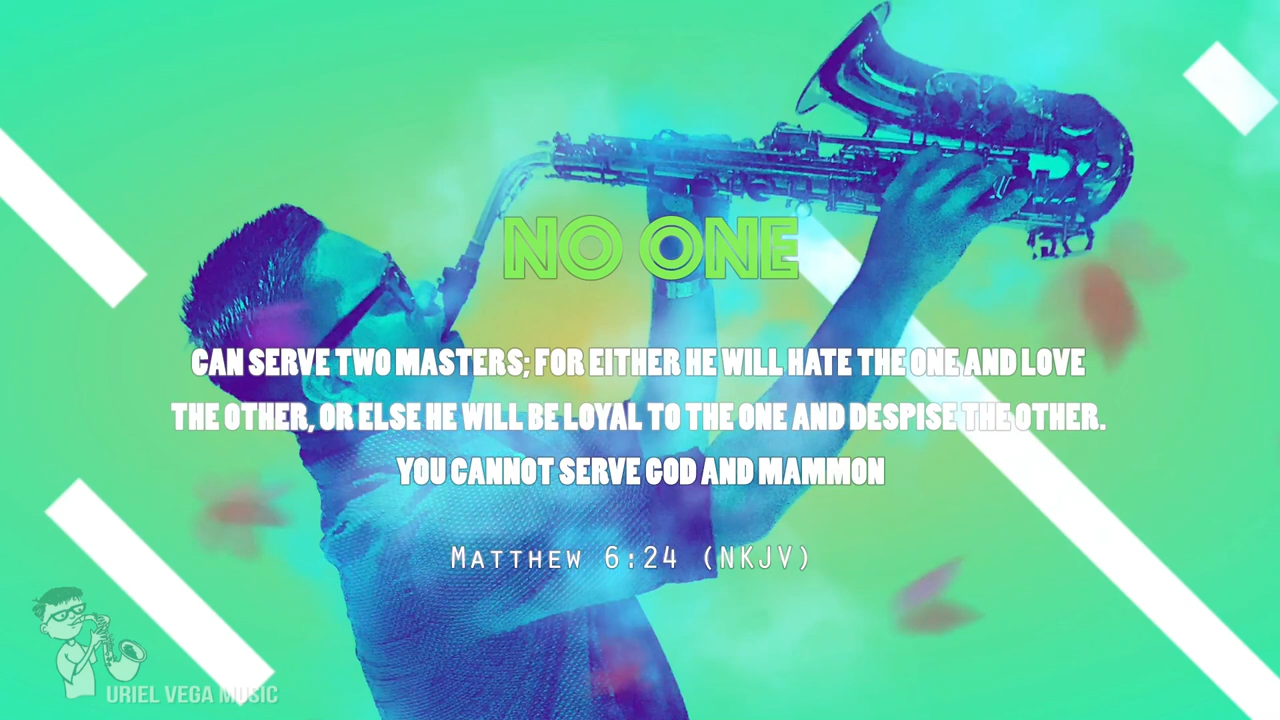 NO ONE
CAN SERVE TWO MASTERS; FOR EITHER HE WILL HATE THE ONE AND LOVE
THE OTHER, OR ELSE HE WILL BE LOYAL TO THE ONE AND DESPISE THE OTHER.
YOU CANNOT SERVE GOD AND MAMMON
MATTHEW 6:24 (NKJV)
URIEL VEGA MUSIC